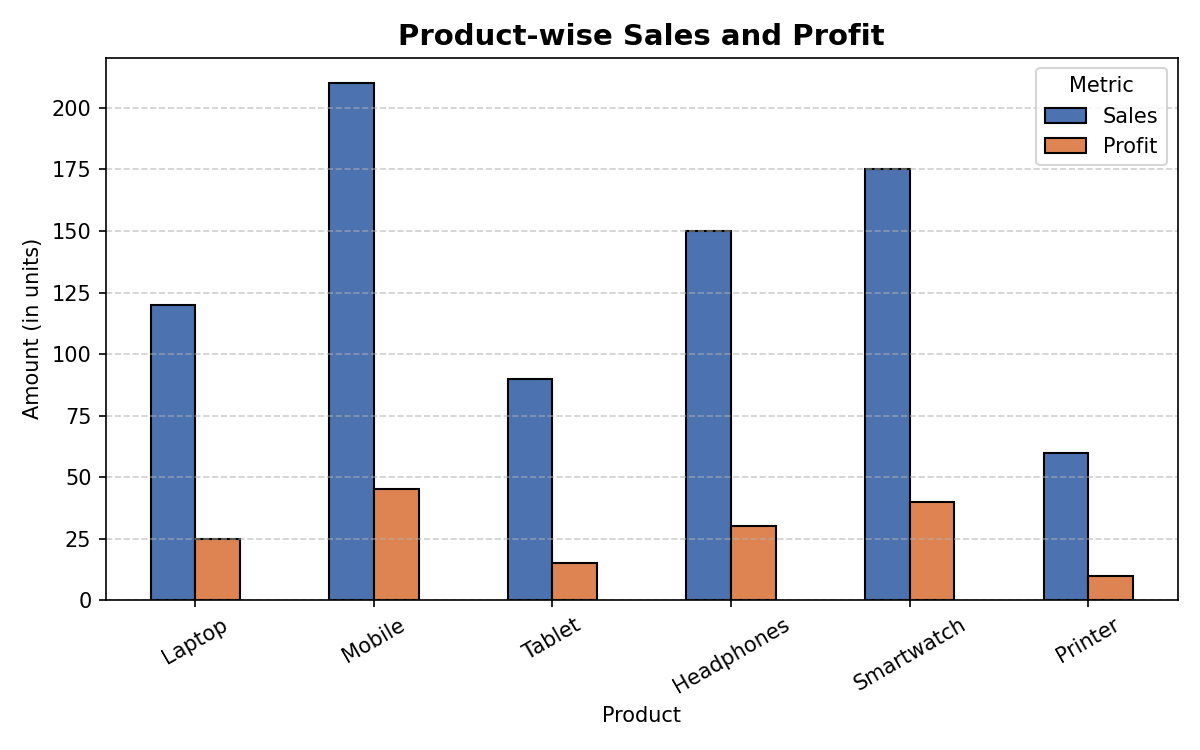 Product-wise Sales and Profit
Metric
Sales
Profit
Amount (in units)
200
175
150
125
100
75
50
25
0
Laptop
Mobile
Tablet
Headphones
Smartwatch
Printer
Product